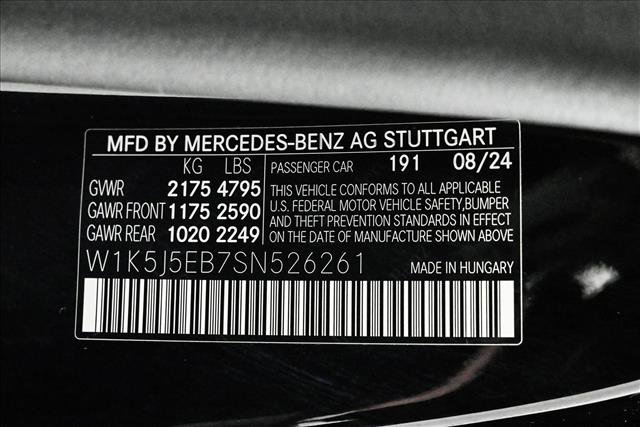 MFD BY MERCEDES-BENZ AG STUTTGART
KG LBS PASSENGER CAR 191 08/24
GVWR 2175 4795 THIS VEHICLE CONFORMS TO ALL APPLICABLE
GAWR FRONT 1175 2590 U.S. FEDERAL MOTOR VEHICLE SAFETY,BUMPER
GAWR REAR 1020 2249 AND THEFT PREVENTION STANDARDS IN EFFECT
ON THE DATE OF MANUFACTURE SHOWN ABOVE
W1K5J5EB7SN526261 MADE IN HUNGARY